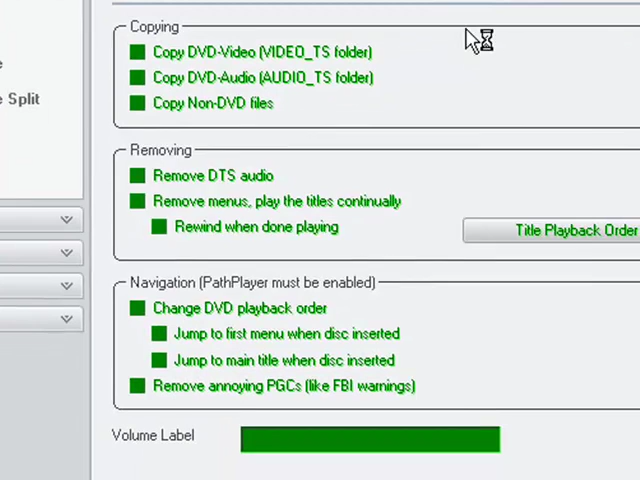 Copying
Copy DVD-Video (VIDEO_TS folder)
Copy DVD-Audio (AUDIO_TS folder)
Copy Non-DVD files
e Split
Removing
Remove DTS audio
Remove menus, play the titles continually
Rewind when done playing
Title Playback Order
Navigation (PathPlayer must be enabled)
Change DVD playback order
Jump to first menu when disc inserted
Jump to main title when disc inserted
Remove annoying PGCs (like FBI warnings)
Volume Label